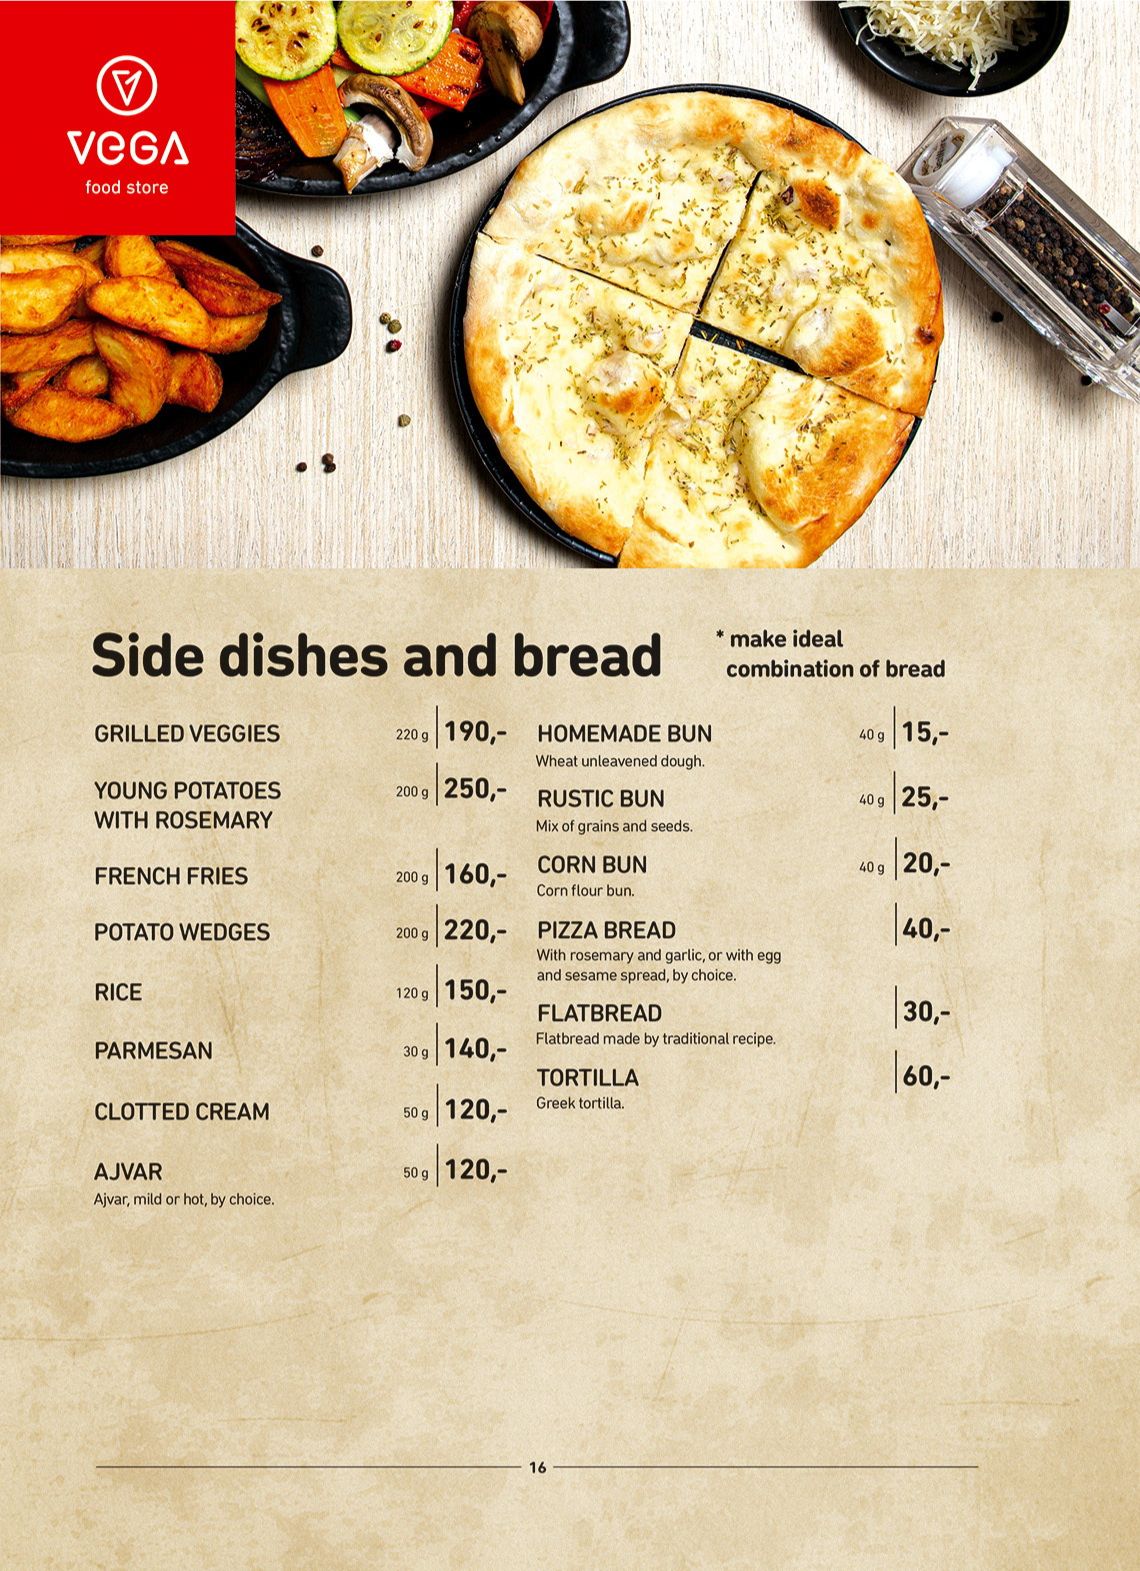 VEGA
food store
Side dishes and bread
* make ideal
combination of bread
GRILLED VEGGIES 220 g 190,-
YOUNG POTATOES 200 g 250,-
WITH ROSEMARY
FRENCH FRIES 200 g 160,-
POTATO WEDGES 200 g 220,-
RICE 120 g 150,-
PARMESAN 30 g 140,-
CLOTTED CREAM 50 g 120,-
AJVAR 50 g 120,-
Ajvar, mild or hot, by choice.
HOMEMADE BUN 40 g 15,-
Wheat unleavened dough.
RUSTIC BUN 40 g 25,-
Mix of grains and seeds.
CORN BUN 40 g 20,-
Corn flour bun.
PIZZA BREAD 40,-
With rosemary and garlic, or with egg
and sesame spread, by choice.
FLATBREAD 30,-
Flatbread made by traditional recipe.
TORTILLA 60,-
Greek tortilla.
16